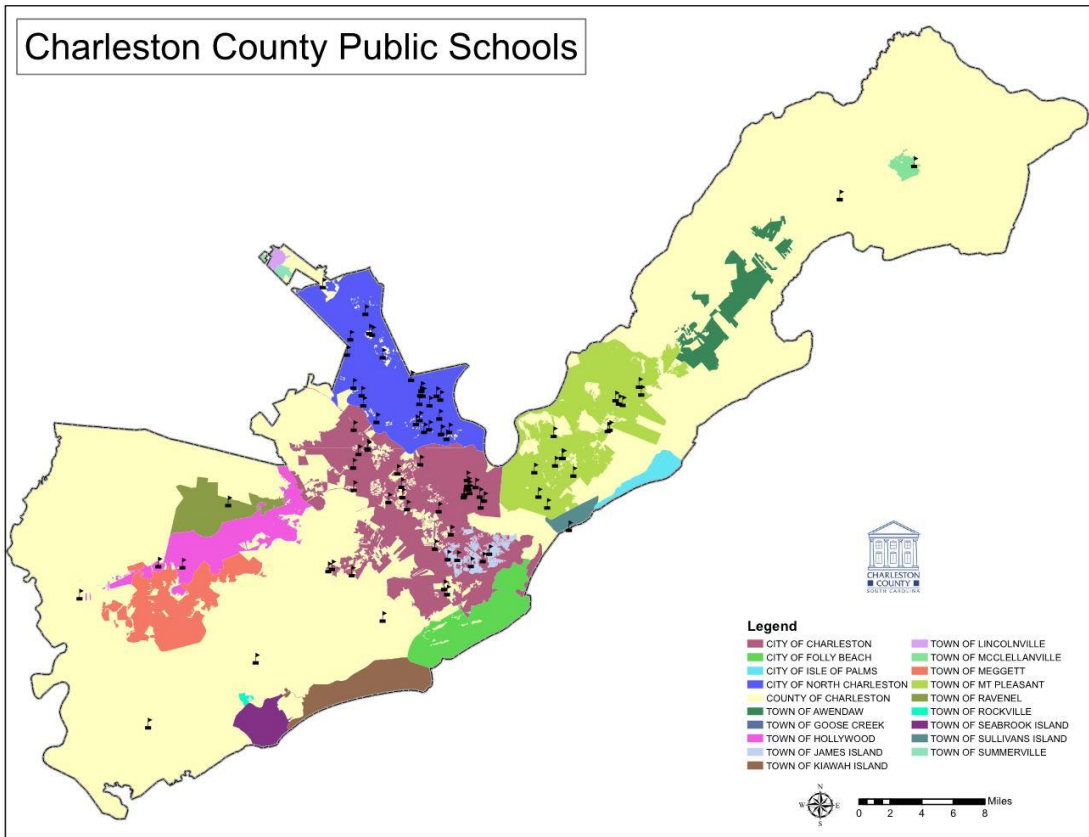 Charleston County Public Schools
CHARLESTON
COUNTY
SOUTH CAROLINA
Legend
CITY OF CHARLESTON
CITY OF FOLLY BEACH
CITY OF ISLE OF PALMS
CITY OF NORTH CHARLESTON
COUNTY OF CHARLESTON
TOWN OF AWENDAW
TOWN OF GOOSE CREEK
TOWN OF HOLLYWOOD
TOWN OF JAMES ISLAND
TOWN OF KIAWAH ISLAND
TOWN OF LINCOLNVILLE
TOWN OF MCCLELLANVILLE
TOWN OF MEGGETT
TOWN OF MT PLEASANT
TOWN OF RAVENEL
TOWN OF ROCKVILLE
TOWN OF SEABROOK ISLAND
TOWN OF SULLIVANS ISLAND
TOWN OF SUMMERVILLE
N
W E
S
Miles
0 1 2 4 6 8